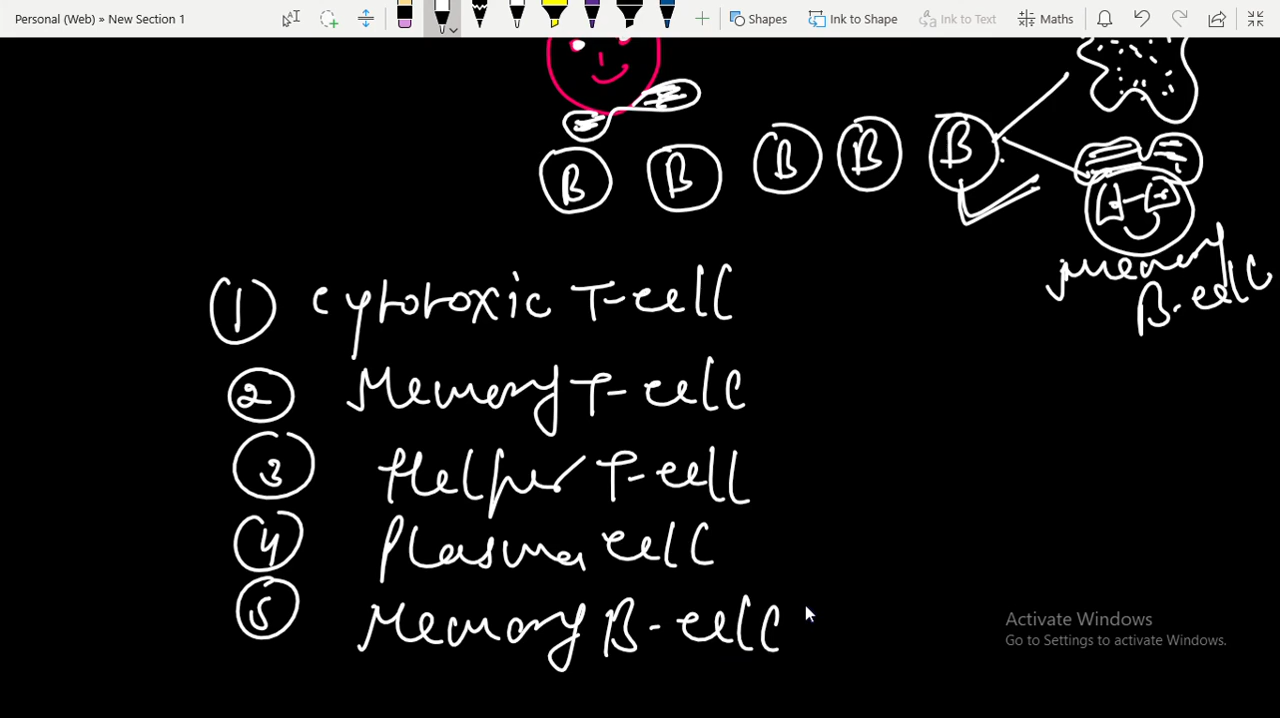 Personal (Web) » New Section 1
Shapes
Ink to Shape
Ink to Text
Maths
B B B B B
Memory
B-cell
1 Cytotoxic T-cell
2 Memory T-cell
3 Helper T-cell
4 Plasma cell
5 Memory B-cell
Activate Windows
Go to Settings to activate Windows.